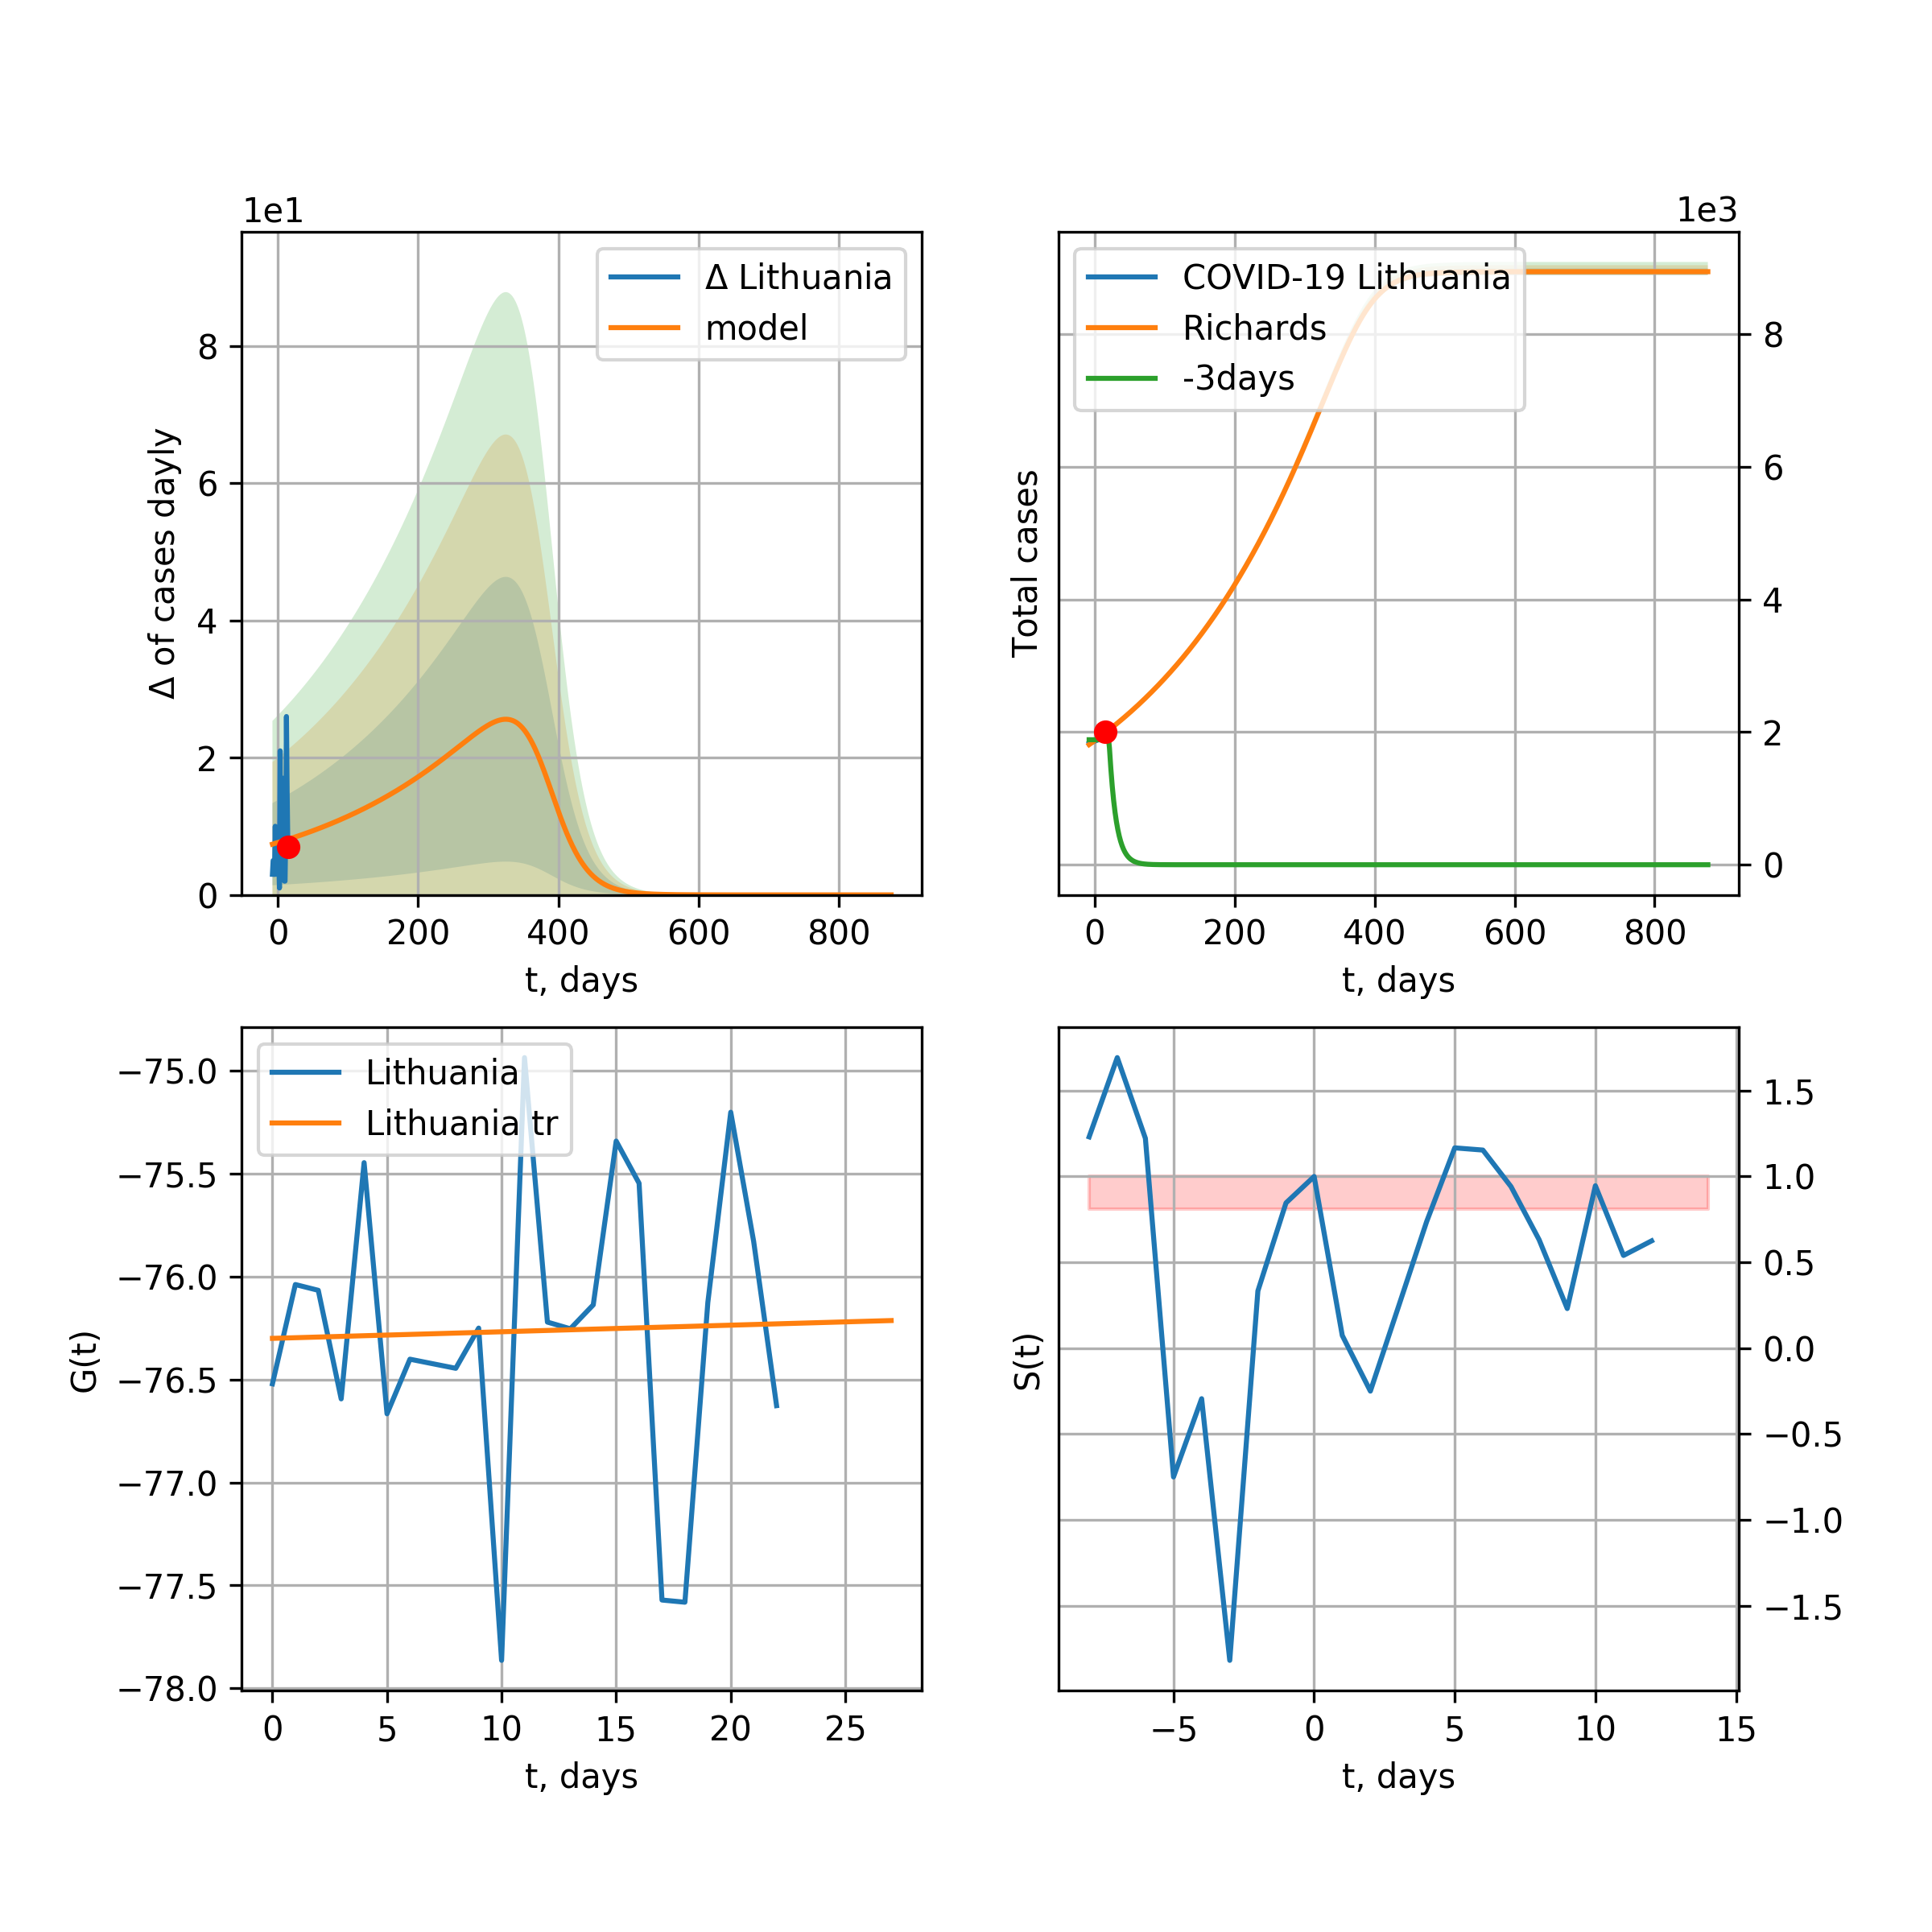 1e1
Δ of cases dayly
8
6
4
2
0
Δ Lithuania
model
0 200 400 600 800
t, days
1e3
Total cases
COVID-19 Lithuania
Richards
-3days
8
6
4
2
0
0 200 400 600 800
t, days
G(t)
−75.0
−75.5
−76.0
−76.5
−77.0
−77.5
−78.0
Lithuania
Lithuania tr
0 5 10 15 20 25
t, days
S(t)
1.5
1.0
0.5
0.0
−0.5
−1.0
−1.5
−5 0 5 10 15
t, days